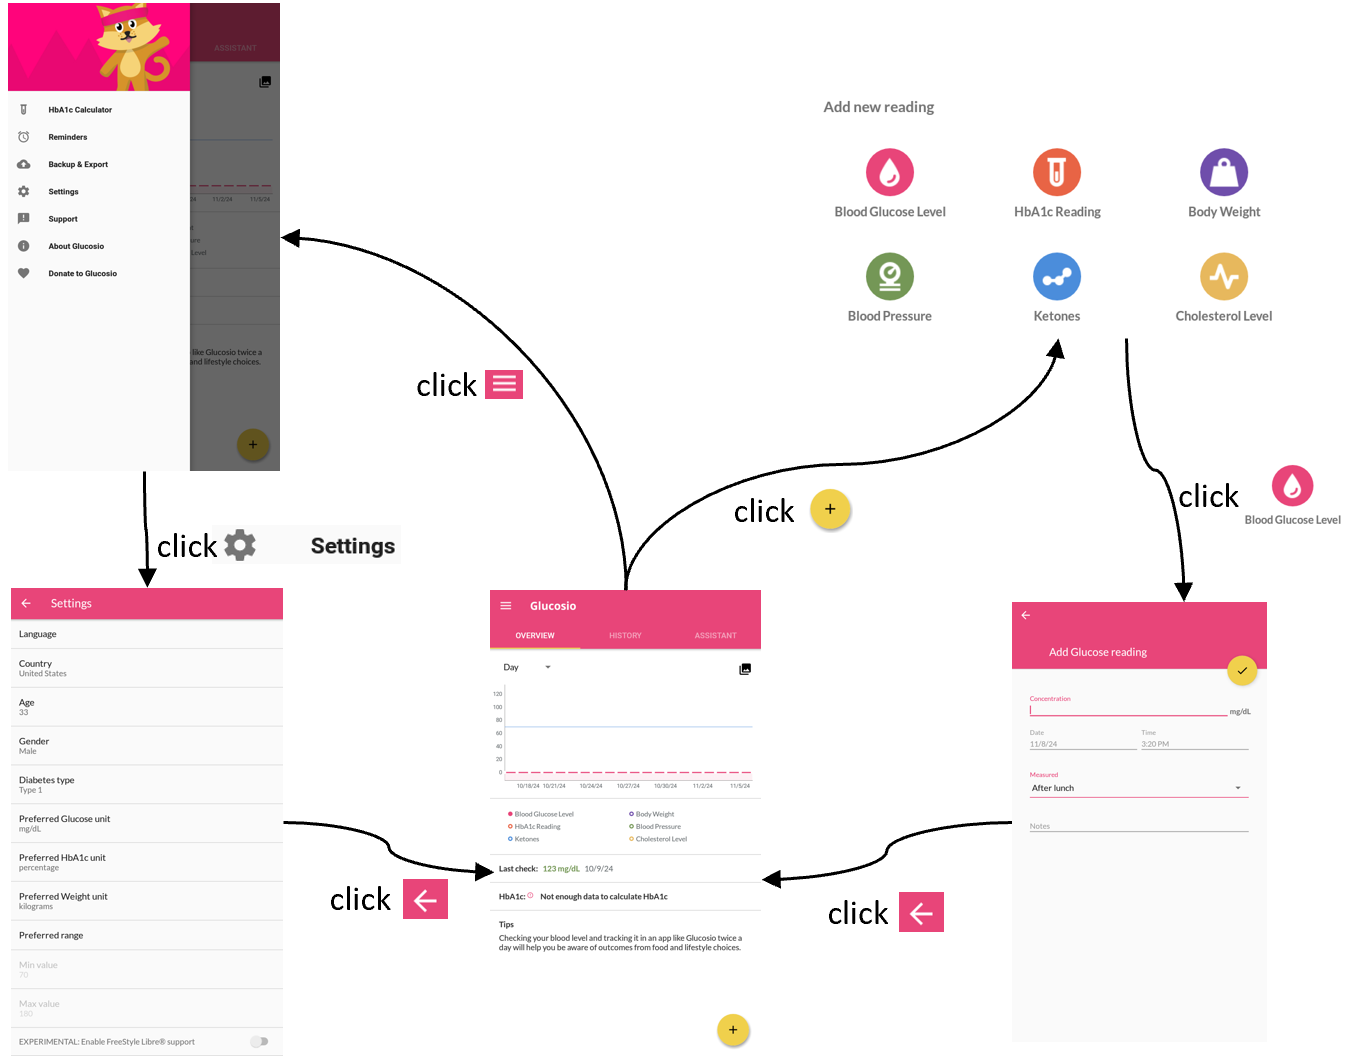 ASSISTANT
HbA1c Calculator
Reminders
Backup & Export
Settings
Support
About Glucosio
Donate to Glucosio
24 11/2/24 11/5/24
ure
Level
like Glucosio twice a
and lifestyle choices.
+
Add new reading
Blood Glucose Level HbA1c Reading Body Weight
Blood Pressure Ketones Cholesterol Level
click
click +
click
Blood Glucose Level
click Settings
Settings
Language
Country
United States
Age
33
Gender
Male
Diabetes type
Type 1
Preferred Glucose unit
mg/dL
Preferred HbA1c unit
percentage
Preferred Weight unit
kilograms
Preferred range
Min value
70
Max value
180
EXPERIMENTAL: Enable FreeStyle Libre® support
click
Glucosio
OVERVIEW HISTORY ASSISTANT
Day
120
100
80
60
40
20
0
10/18/24 10/21/24 10/24/24 10/27/24 10/30/24 11/2/24 11/5/24
Blood Glucose Level Body Weight
HbA1c Reading Blood Pressure
Ketones Cholesterol Level
Last check: 123 mg/dL 10/9/24
HbA1c: Not enough data to calculate HbA1c
Tips
Checking your blood level and tracking it in an app like Glucosio twice a
day will help you be aware of outcomes from food and lifestyle choices.
+
click
Add Glucose reading
Concentration
mg/dL
Date Time
11/8/24 3:20 PM
Measured
After lunch
Notes